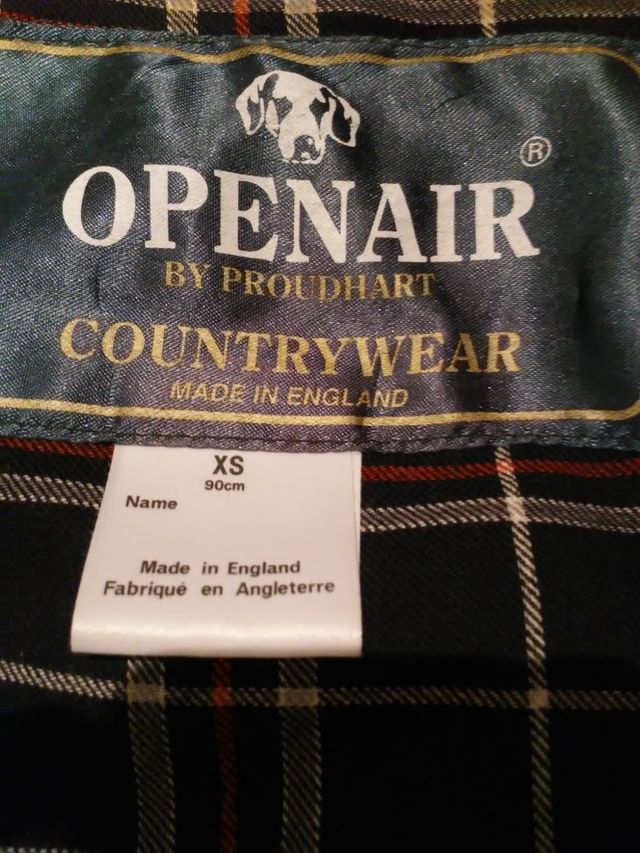 OPENAIR ®
BY PROUDHART
COUNTRYWEAR
MADE IN ENGLAND
XS
90cm
Name
Made in England
Fabriqué en Angleterre